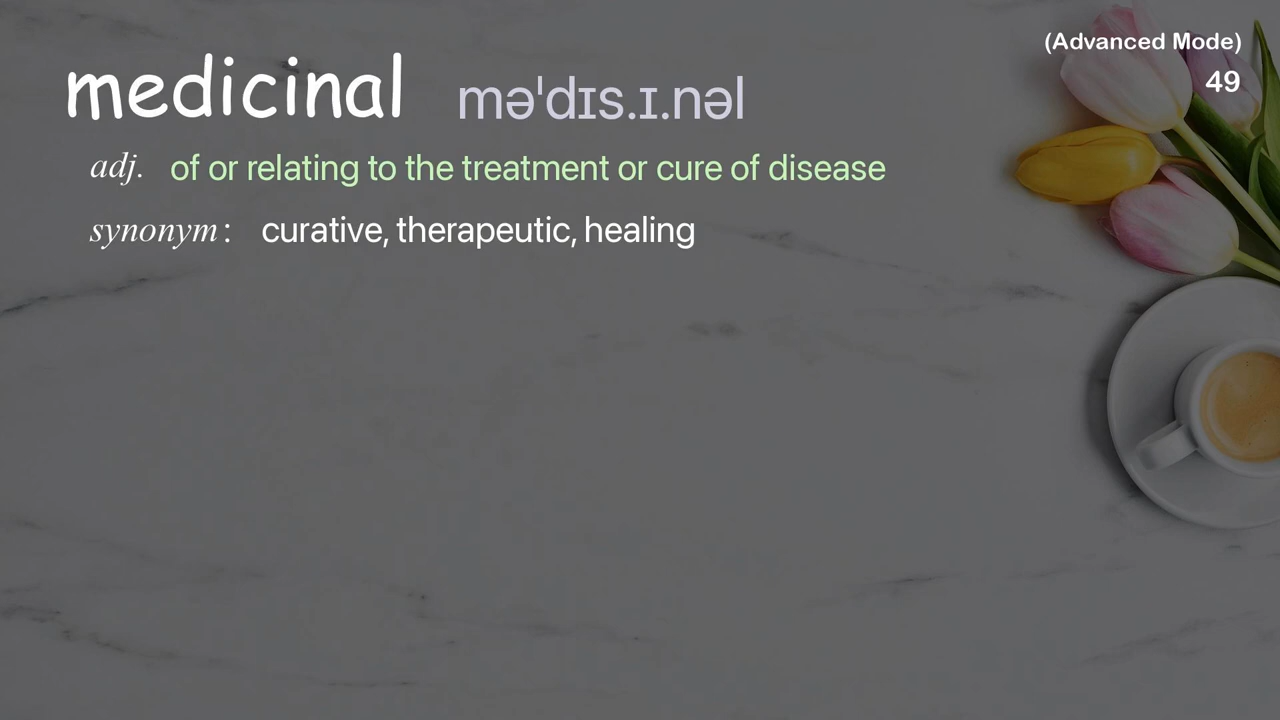 (Advanced Mode)
49
medicinal məˈdɪs.ɪ.nəl
adj. of or relating to the treatment or cure of disease
synonym: curative, therapeutic, healing